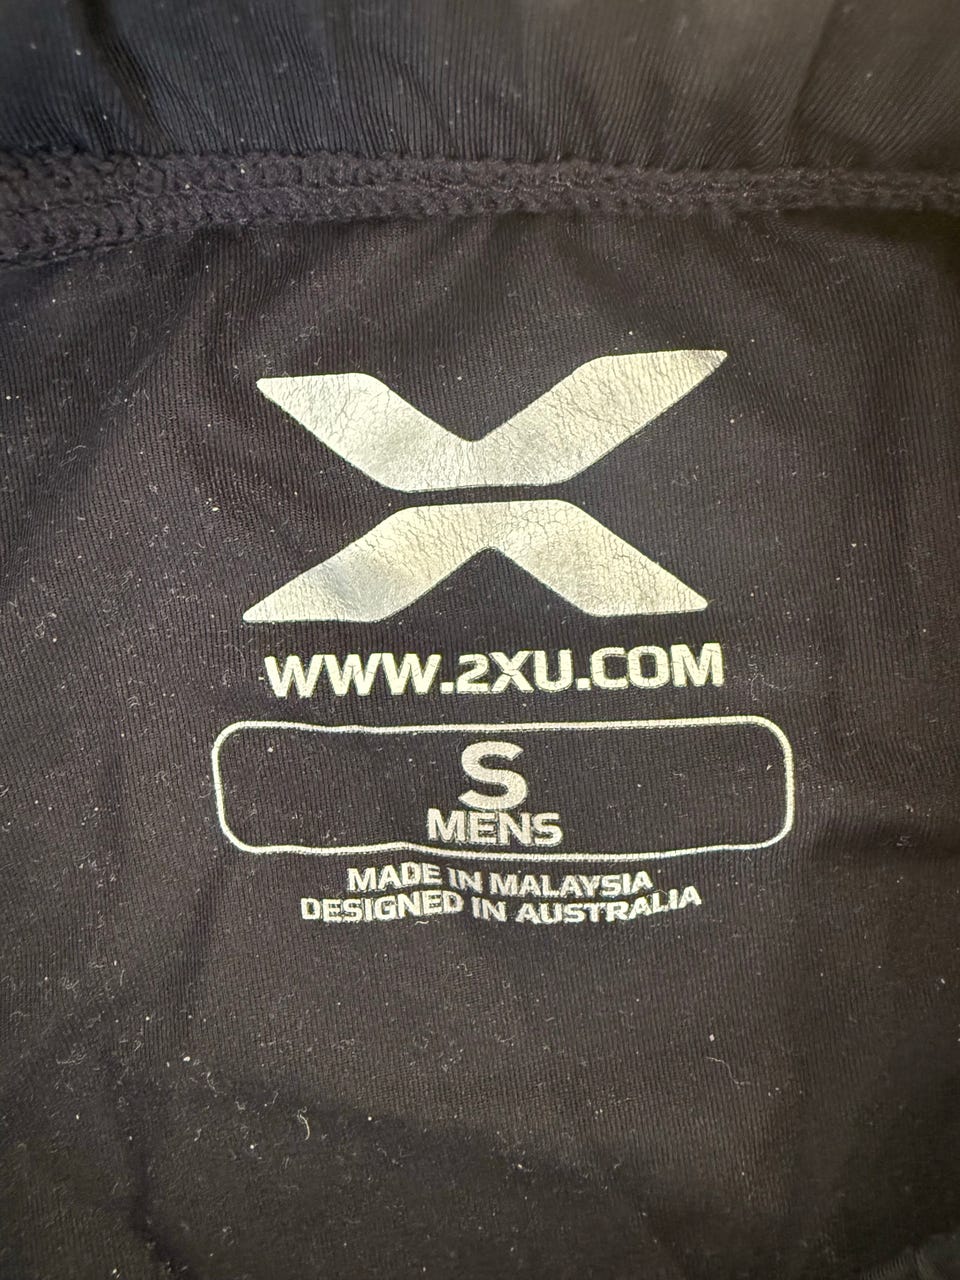 WWW.2XU.COM
S
MENS
MADE IN MALAYSIA
DESIGNED IN AUSTRALIA